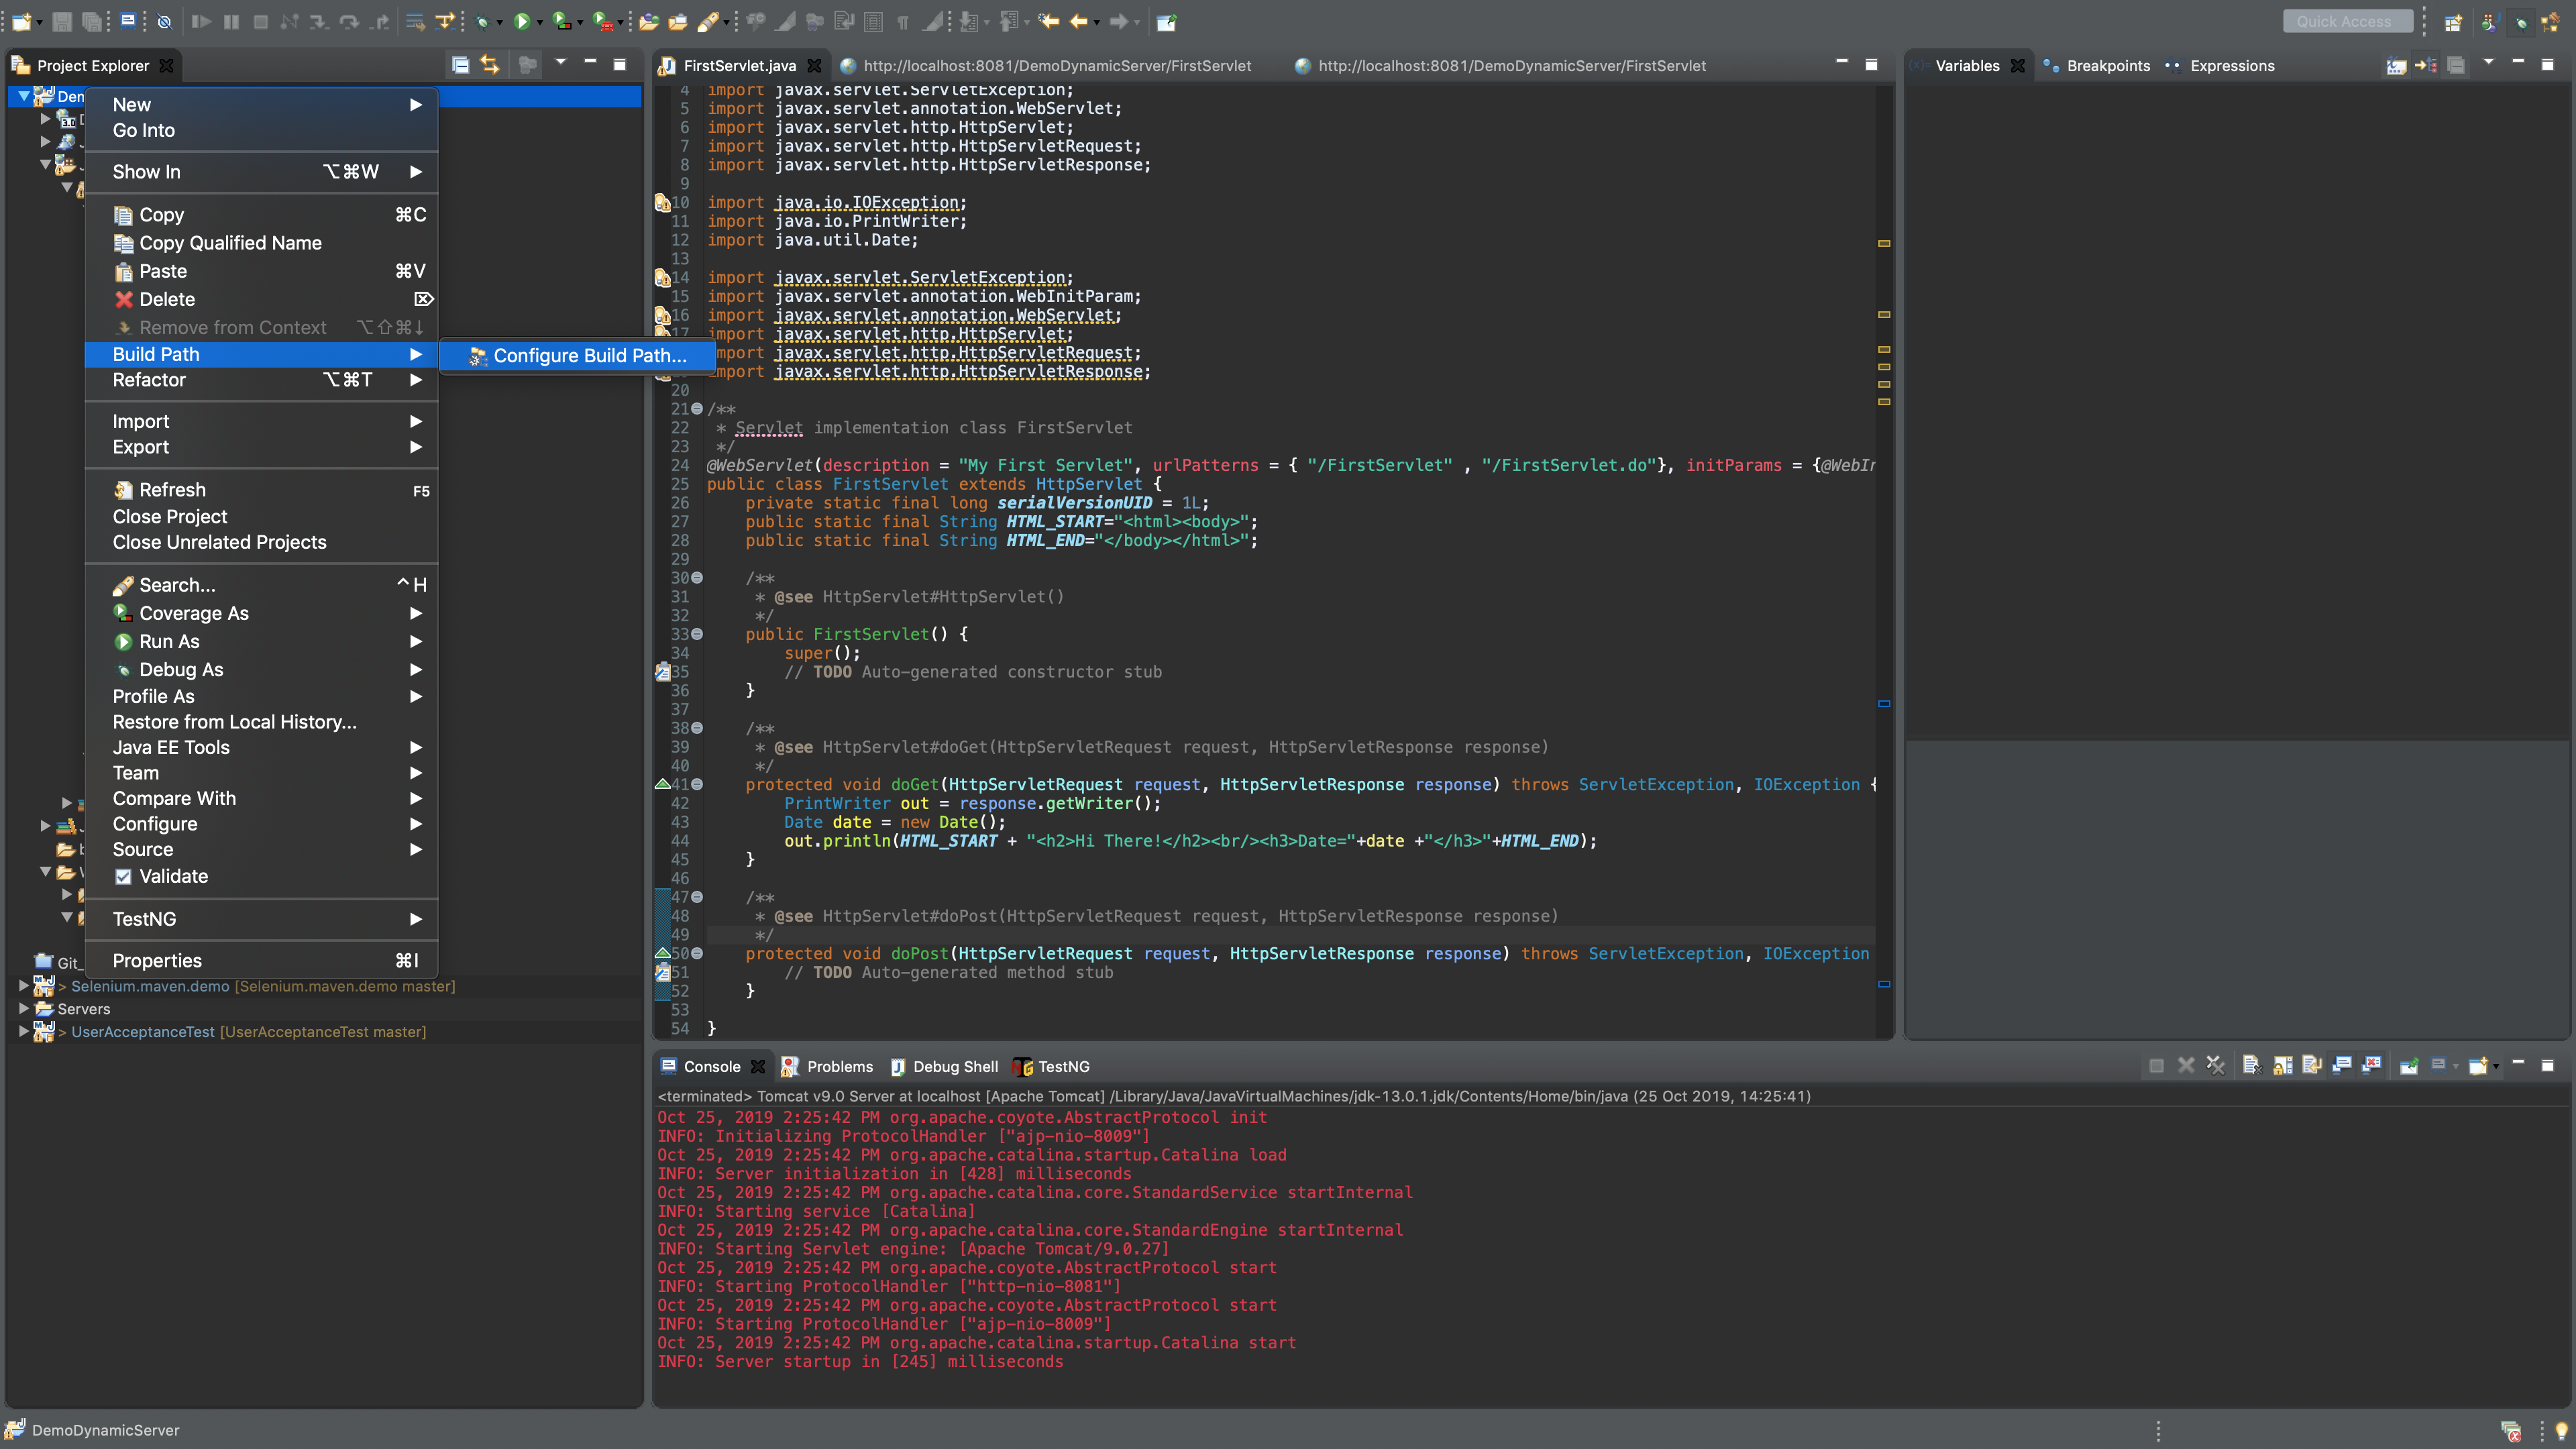 Quick Access
Project Explorer
Dem
New
Go Into
Show In ⌥⌘W
Copy ⌘C
Copy Qualified Name
Paste ⌘V
Delete ⌦
Remove from Context ⌥⇧⌘↓
Build Path
Configure Build Path...
Refactor ⌥⌘T
Import
Export
Refresh F5
Close Project
Close Unrelated Projects
Search... ^H
Coverage As
Run As
Debug As
Profile As
Restore from Local History...
Java EE Tools
Team
Compare With
Configure
Source
Validate
TestNG
Properties ⌘I
Git_
> Selenium.maven.demo [Selenium.maven.demo master]
Servers
> UserAcceptanceTest [UserAcceptanceTest master]
FirstServlet.java
http://localhost:8081/DemoDynamicServer/FirstServlet
http://localhost:8081/DemoDynamicServer/FirstServlet
4 import javax.servlet.ServletException;
5 import javax.servlet.annotation.WebServlet;
6 import javax.servlet.http.HttpServlet;
7 import javax.servlet.http.HttpServletRequest;
8 import javax.servlet.http.HttpServletResponse;
9
10 import java.io.IOException;
11 import java.io.PrintWriter;
12 import java.util.Date;
13
14 import javax.servlet.ServletException;
15 import javax.servlet.annotation.WebInitParam;
16 import javax.servlet.annotation.WebServlet;
17 import javax.servlet.http.HttpServlet;
mport javax.servlet.http.HttpServletRequest;
mport javax.servlet.http.HttpServletResponse;
20
21 /**
22 * Servlet implementation class FirstServlet
23 */
24 @WebServlet(description = "My First Servlet", urlPatterns = { "/FirstServlet" , "/FirstServlet.do"}, initParams = {@WebIn
25 public class FirstServlet extends HttpServlet {
26 private static final long serialVersionUID = 1L;
27 public static final String HTML_START="<html><body>";
28 public static final String HTML_END="</body></html>";
29
30 /**
31 * @see HttpServlet#HttpServlet()
32 */
33 public FirstServlet() {
34 super();
35 // TODO Auto-generated constructor stub
36 }
37
38 /**
39 * @see HttpServlet#doGet(HttpServletRequest request, HttpServletResponse response)
40 */
41 protected void doGet(HttpServletRequest request, HttpServletResponse response) throws ServletException, IOException {
42 PrintWriter out = response.getWriter();
43 Date date = new Date();
44 out.println(HTML_START + "<h2>Hi There!</h2><br/><h3>Date="+date +"</h3>"+HTML_END);
45 }
46
47 /**
48 * @see HttpServlet#doPost(HttpServletRequest request, HttpServletResponse response)
49 */
50 protected void doPost(HttpServletRequest request, HttpServletResponse response) throws ServletException, IOException
51 // TODO Auto-generated method stub
52 }
53
54 }
Variables
Breakpoints
Expressions
Console
Problems
Debug Shell
TestNG
<terminated> Tomcat v9.0 Server at localhost [Apache Tomcat] /Library/Java/JavaVirtualMachines/jdk-13.0.1.jdk/Contents/Home/bin/java (25 Oct 2019, 14:25:41)
Oct 25, 2019 2:25:42 PM org.apache.coyote.AbstractProtocol init
INFO: Initializing ProtocolHandler ["ajp-nio-8009"]
Oct 25, 2019 2:25:42 PM org.apache.catalina.startup.Catalina load
INFO: Server initialization in [428] milliseconds
Oct 25, 2019 2:25:42 PM org.apache.catalina.core.StandardService startInternal
INFO: Starting service [Catalina]
Oct 25, 2019 2:25:42 PM org.apache.catalina.core.StandardEngine startInternal
INFO: Starting Servlet engine: [Apache Tomcat/9.0.27]
Oct 25, 2019 2:25:42 PM org.apache.coyote.AbstractProtocol start
INFO: Starting ProtocolHandler ["http-nio-8081"]
Oct 25, 2019 2:25:42 PM org.apache.coyote.AbstractProtocol start
INFO: Starting ProtocolHandler ["ajp-nio-8009"]
Oct 25, 2019 2:25:42 PM org.apache.catalina.startup.Catalina start
INFO: Server startup in [245] milliseconds
DemoDynamicServer